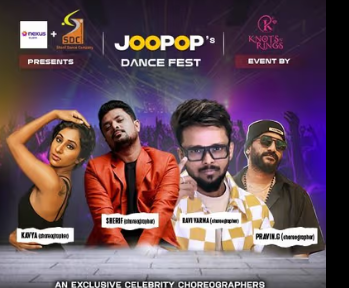 nexus
+
SDC
JOOPOP's
DANCE FEST
KNOTS & RINGS
PRESENTS
EVENT BY
KAVYA (choreographer)
SHERIF (choreographer)
RAVI VARMA (choreographer)
PRAVIN.G (choreographer)
AN EXCLUSIVE CELEBRITY CHOREOGRAPHERS